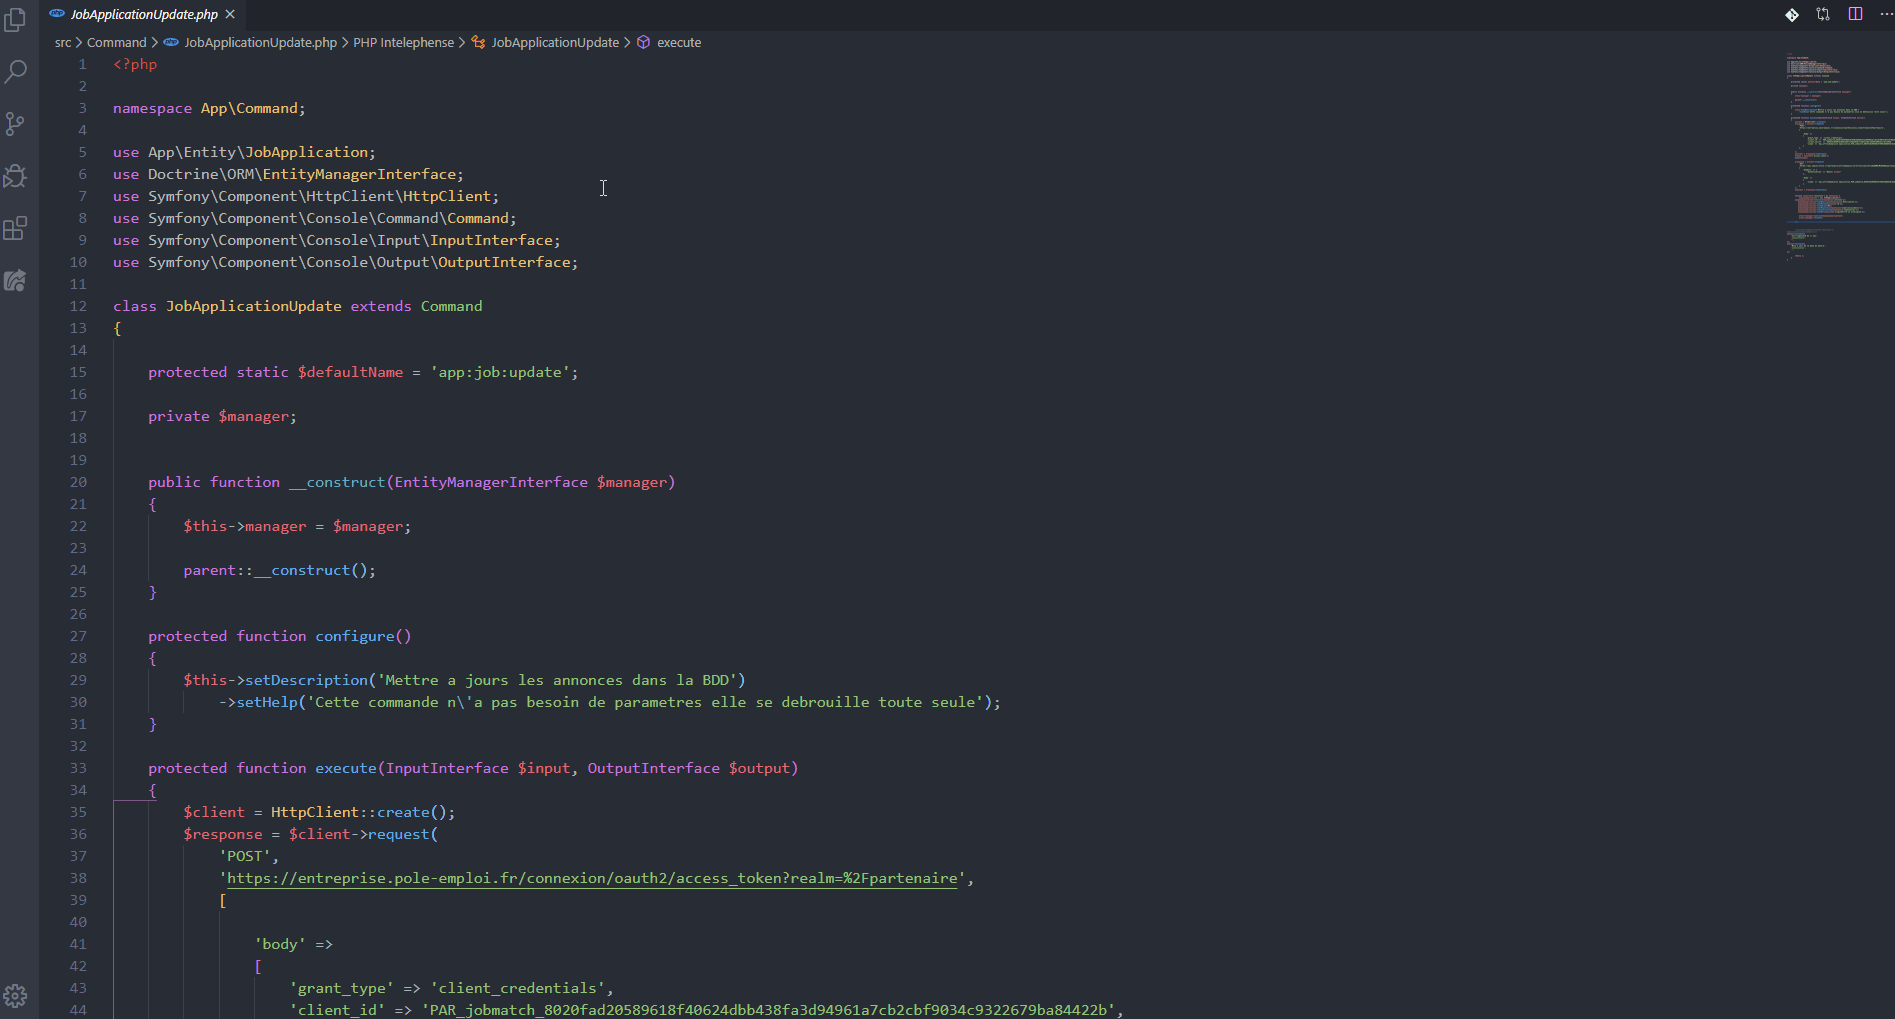 JobApplicationUpdate.php
src > Command > JobApplicationUpdate.php > PHP Intelephense > JobApplicationUpdate > execute
1 <?php
2
3 namespace App\Command;
4
5 use App\Entity\JobApplication;
6 use Doctrine\ORM\EntityManagerInterface;
7 use Symfony\Component\HttpClient\HttpClient;
8 use Symfony\Component\Console\Command\Command;
9 use Symfony\Component\Console\Input\InputInterface;
10 use Symfony\Component\Console\Output\OutputInterface;
11
12 class JobApplicationUpdate extends Command
13 {
14
15 protected static $defaultName = 'app:job:update';
16
17 private $manager;
18
19
20 public function __construct(EntityManagerInterface $manager)
21 {
22 $this->manager = $manager;
23
24 parent::__construct();
25 }
26
27 protected function configure()
28 {
29 $this->setDescription('Mettre a jours les annonces dans la BDD')
30 ->setHelp('Cette commande n\'a pas besoin de parametres elle se debrouille toute seule');
31 }
32
33 protected function execute(InputInterface $input, OutputInterface $output)
34 {
35 $client = HttpClient::create();
36 $response = $client->request(
37 'POST',
38 'https://entreprise.pole-emploi.fr/connexion/oauth2/access_token?realm=%2Fpartenaire',
39 [
40
41 'body' =>
42 [
43 'grant_type' => 'client_credentials',
44 'client_id' => 'PAR_jobmatch_8020fad20589618f40624dbb438fa3d94961a7cb2cbf9034c9322679ba84422b',